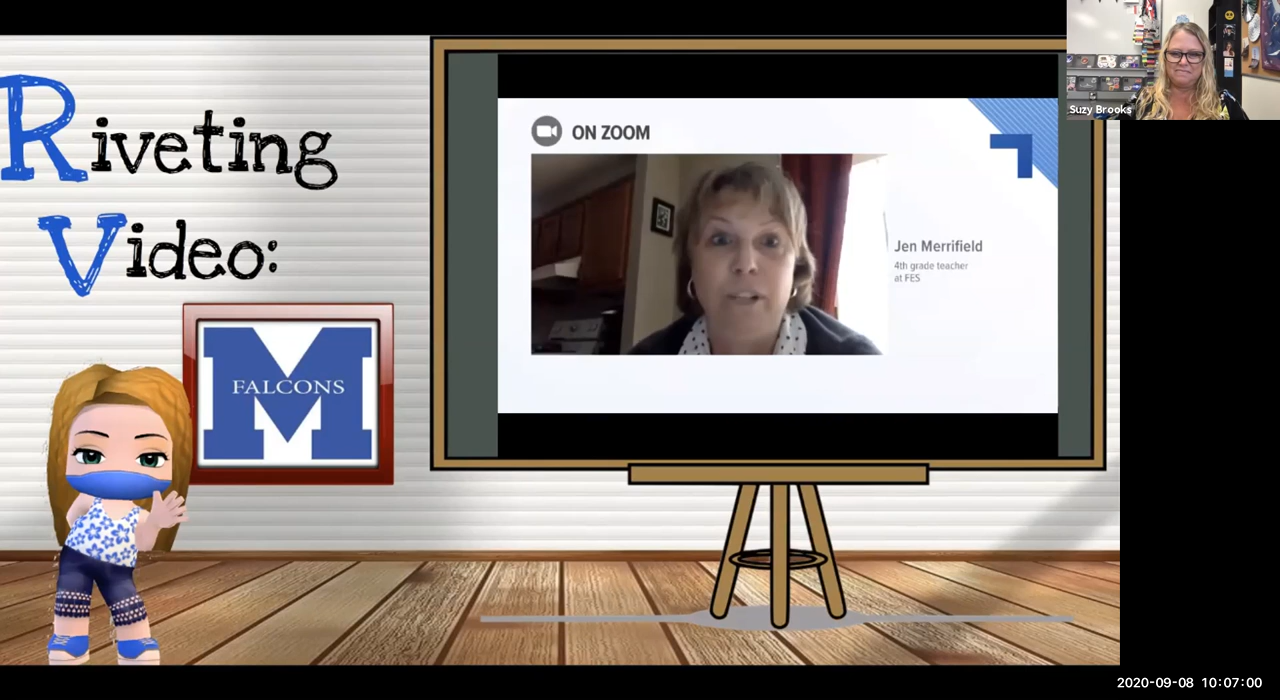 Riveting
Video:
FALCONS
ON ZOOM
Jen Merrifield
4th grade teacher
at FES
Suzy Brooks
2020-09-08 10:07:00